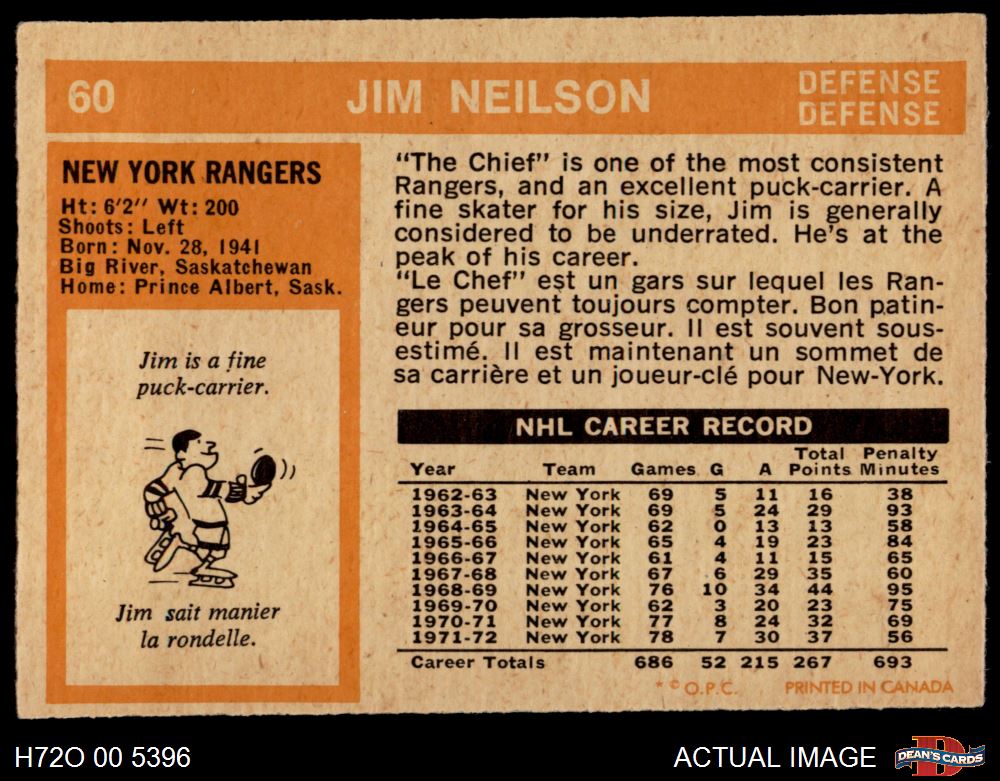 60 JIM NEILSON DEFENSE
DEFENSE
NEW YORK RANGERS
Ht: 6'2" Wt: 200
Shoots: Left
Born: Nov. 28, 1941
Big River, Saskatchewan
Home: Prince Albert, Sask.
Jim is a fine
puck-carrier.
Jim sait manier
la rondelle.
"The Chief" is one of the most consistent
Rangers, and an excellent puck-carrier. A
fine skater for his size, Jim is generally
considered to be underrated. He's at the
peak of his career.
"Le Chef" est un gars sur lequel les Ran-
gers peuvent toujours compter. Bon patin-
eur pour sa grosseur. Il est souvent sous-
estimé. Il est maintenant un sommet de
sa carrière et un joueur-clé pour New-York.
NHL CAREER RECORD
Total Penalty
Year Team Games G A Points Minutes
1962-63 New York 69 5 11 16 38
1963-64 New York 69 5 24 29 93
1964-65 New York 62 0 13 13 58
1965-66 New York 65 4 19 23 84
1966-67 New York 61 4 11 15 65
1967-68 New York 67 6 29 35 60
1968-69 New York 76 10 34 44 95
1969-70 New York 62 3 20 23 75
1970-71 New York 77 8 24 32 69
1971-72 New York 78 7 30 37 56
Career Totals 686 52 215 267 693
* © O.P.C. PRINTED IN CANADA
H72O 00 5396 ACTUAL IMAGE DEAN'S CARDS